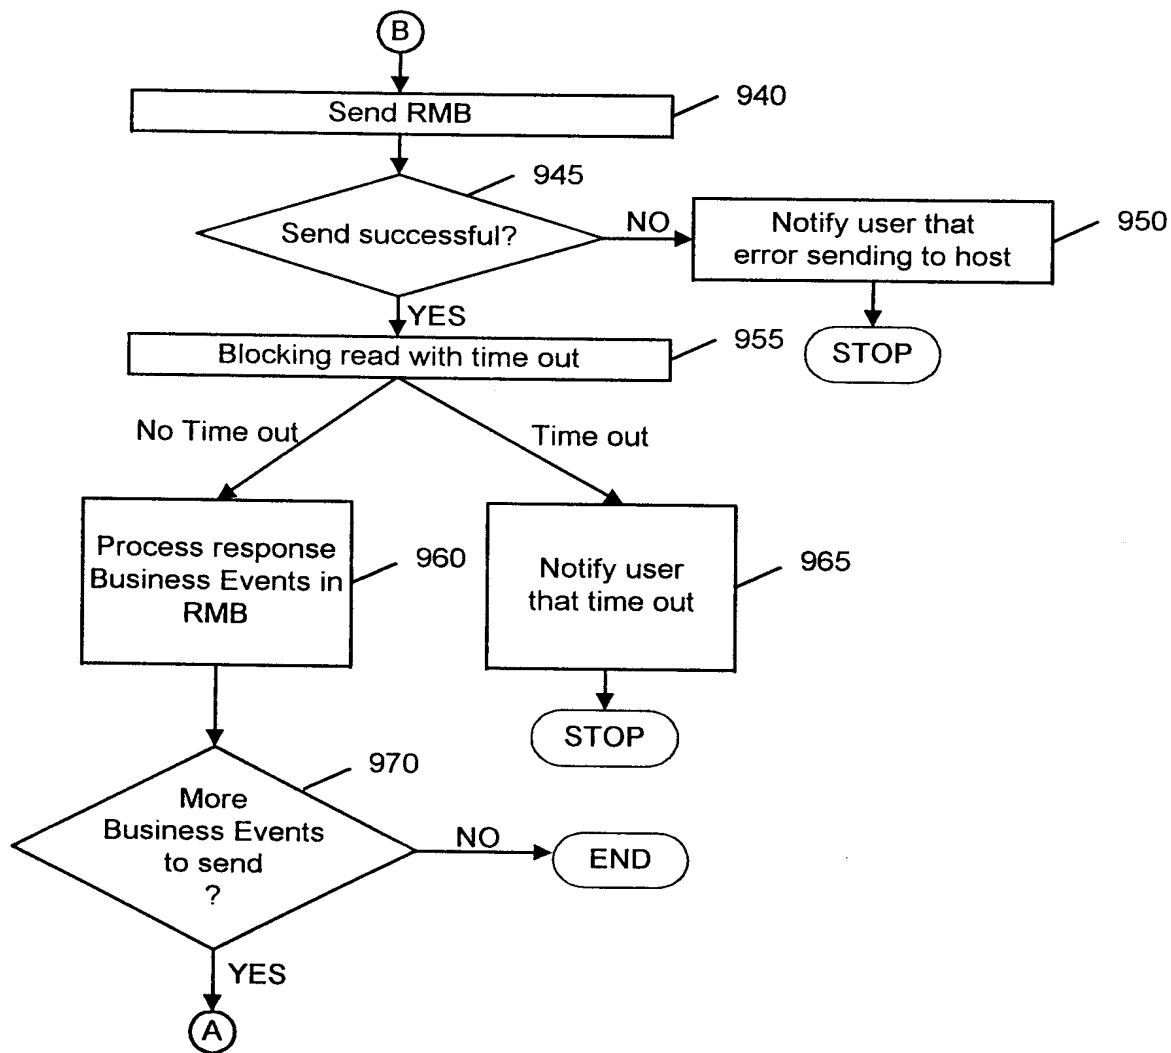 B
Send RMB
940
945
Send successful?
NO
Notify user that
error sending to host
950
YES
STOP
Blocking read with time out
955
No Time out
Time out
Process response
Business Events in
RMB
960
Notify user
that time out
965
STOP
970
More
Business Events
to send
?
NO
END
YES
A